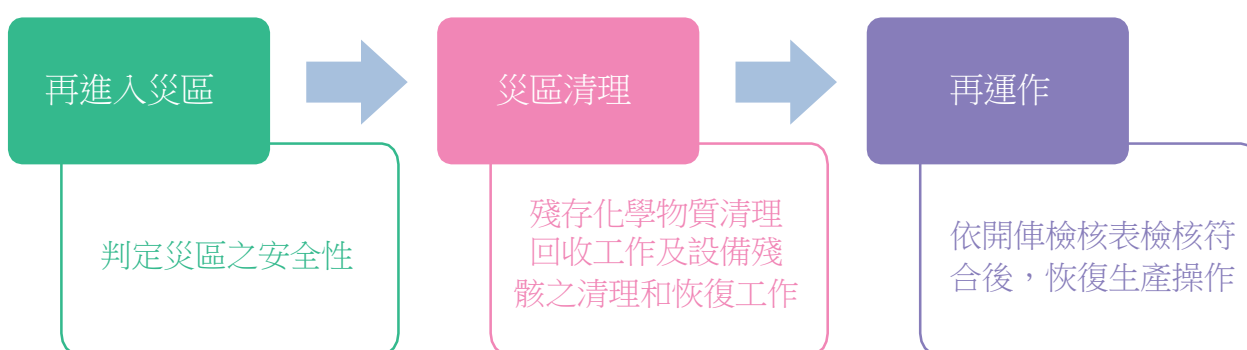 再進入災區
災區清理
再運作
判定災區之安全性
殘存化學物質清理
回收工作及設備殘
骸之清理和恢復工作
依開俥檢核表檢核符
合後，恢復生產操作